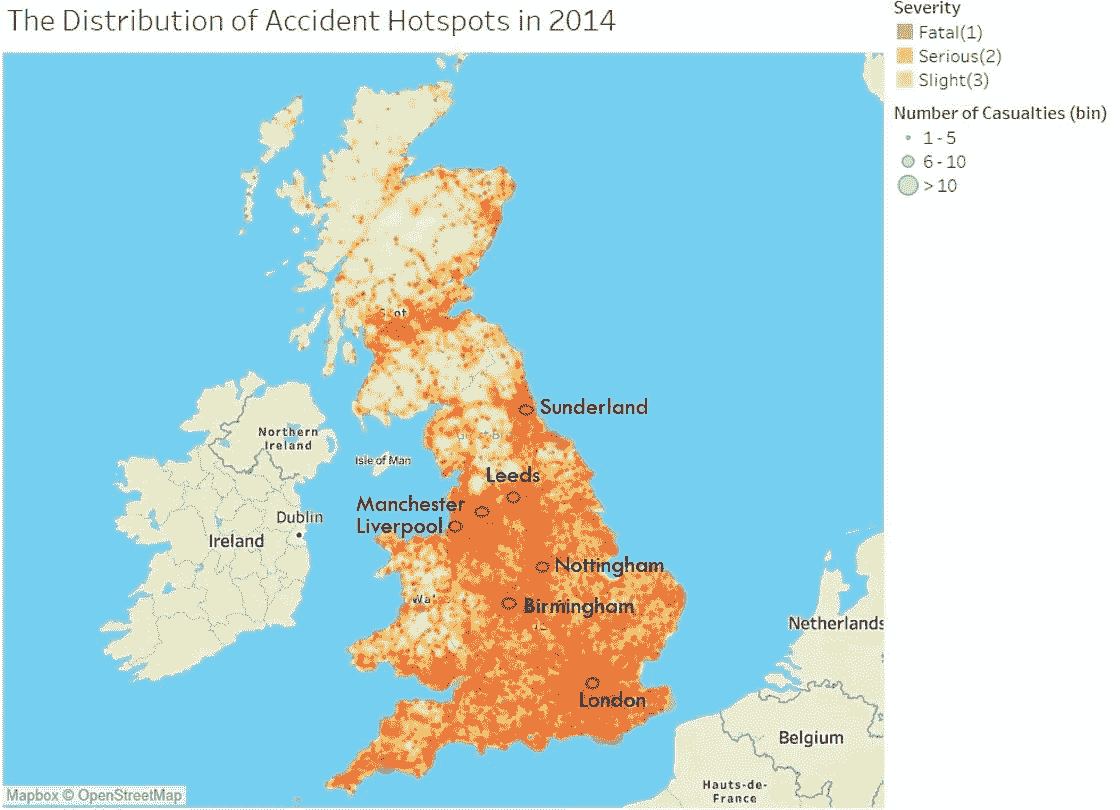 The Distribution of Accident Hotspots in 2014
Severity
Fatal(1)
Serious(2)
Slight(3)
Number of Casualties (bin)
1 - 5
6 - 10
> 10
Sunderland
Northern
Ireland
Isle of Man
Leeds
Manchester
Liverpool
Dublin
Ireland
Nottingham
Birmingham
Netherlands
London
Belgium
Hauts-de-
France
Mapbox © OpenStreetMap